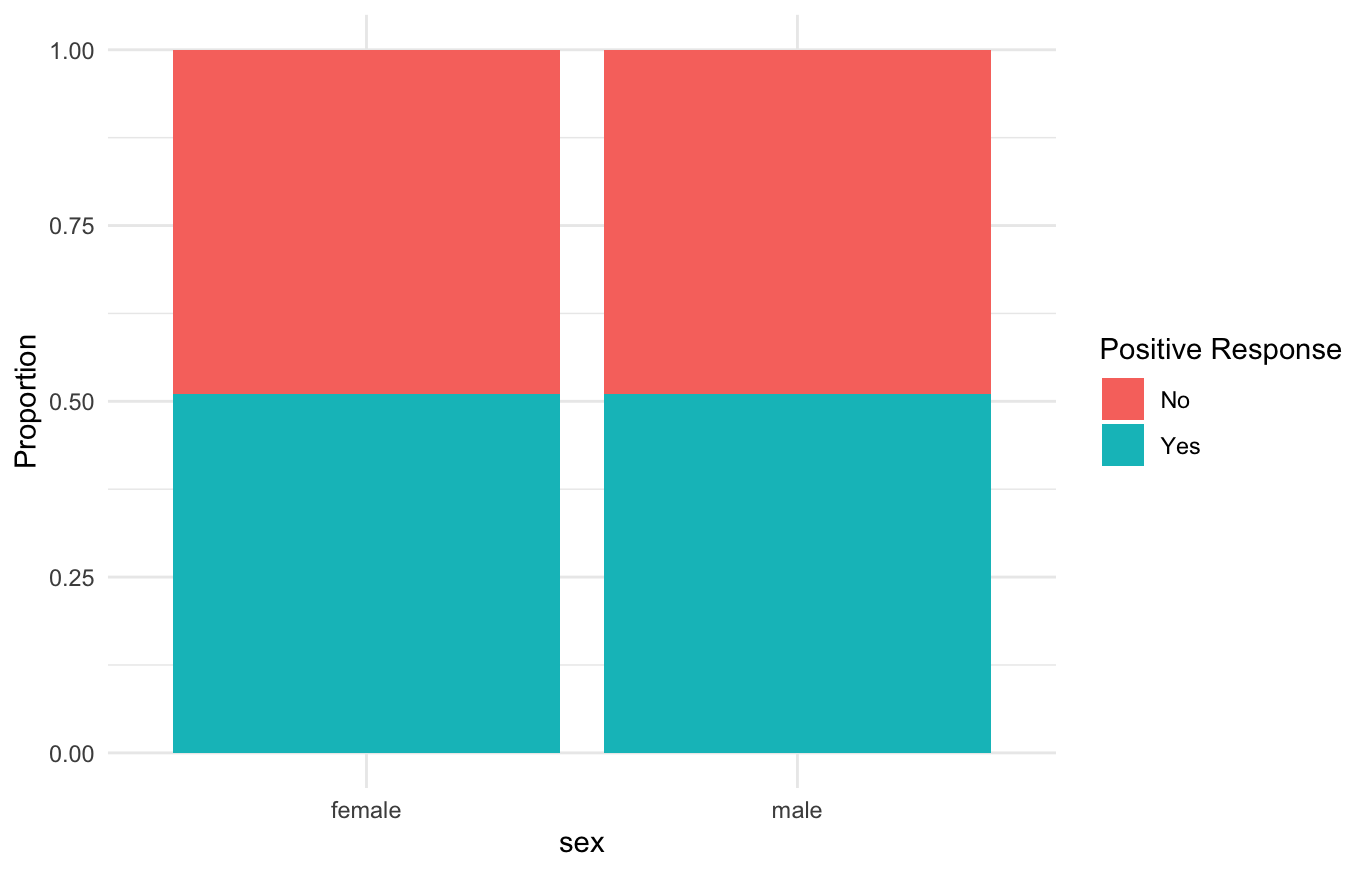 1.00
0.75
0.50
0.25
0.00
Proportion
female
male
sex
Positive Response
No
Yes